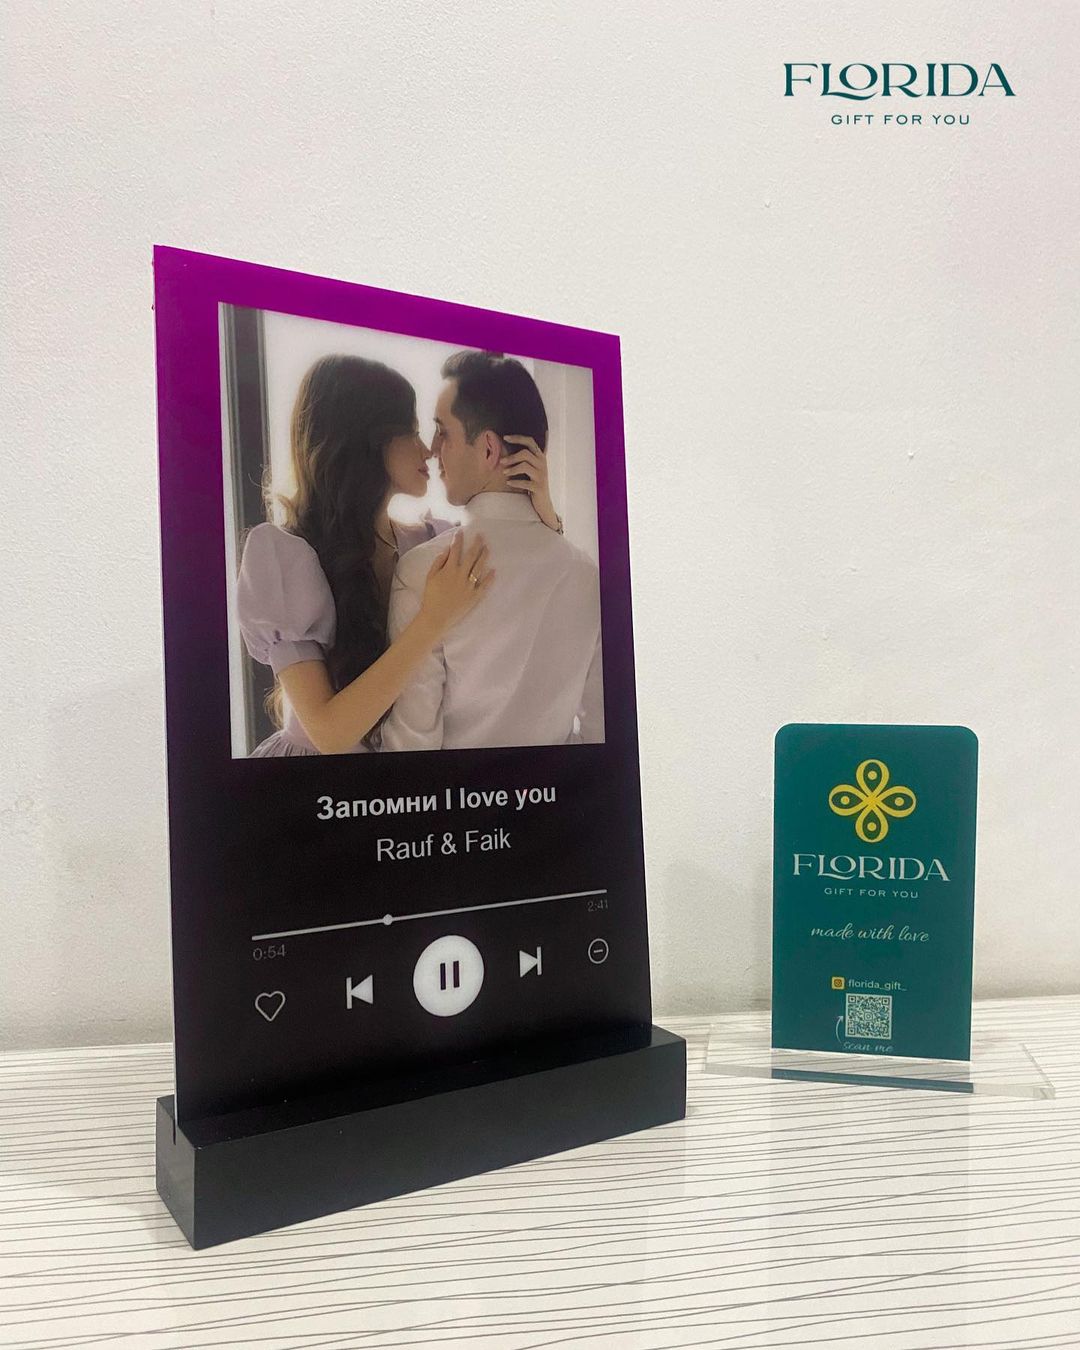 FLORIDA
GIFT FOR YOU
Запомни I love you
Rauf & Faik
0:54
2:41
FLORIDA
GIFT FOR YOU
made with love
florida_gift_
scan me